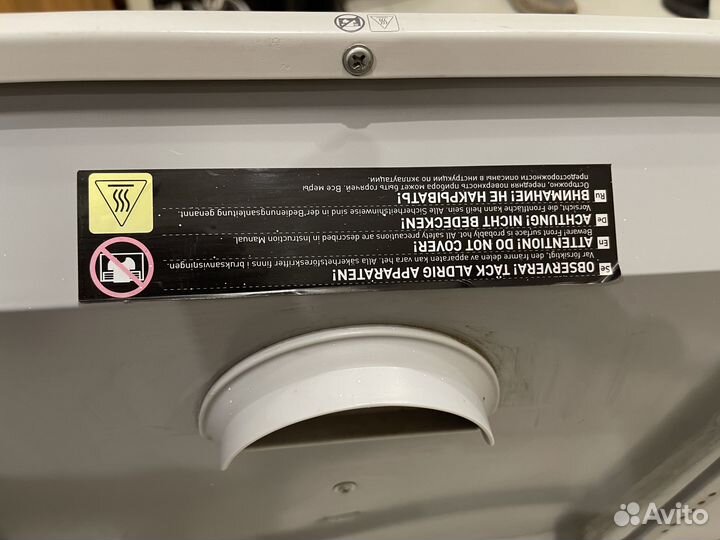 Se OBSERVERA! TÄCK ALDRIG APPARATEN!
Var försiktigt, den främre delen av apparaten kan vara het. Alla säkerhetsföreskrifter finns i bruksanvisningen.
En ATTENTION! DO NOT COVER!
Beware! Front surface is probably hot. All safety precautions are described in Instruction Manual.
De ACHTUNG! NICHT BEDECKEN!
Vorsicht, die Frontfläche kann heiß sein. Alle Sicherheitshinweise sind in der Bedienungsanleitung genannt.
Ru ВНИМАНИЕ! НЕ НАКРЫВАТЬ!
Осторожно, передняя поверхность прибора может быть горячей. Все меры
предосторожности описаны в инструкции по эксплаутации.
Avito